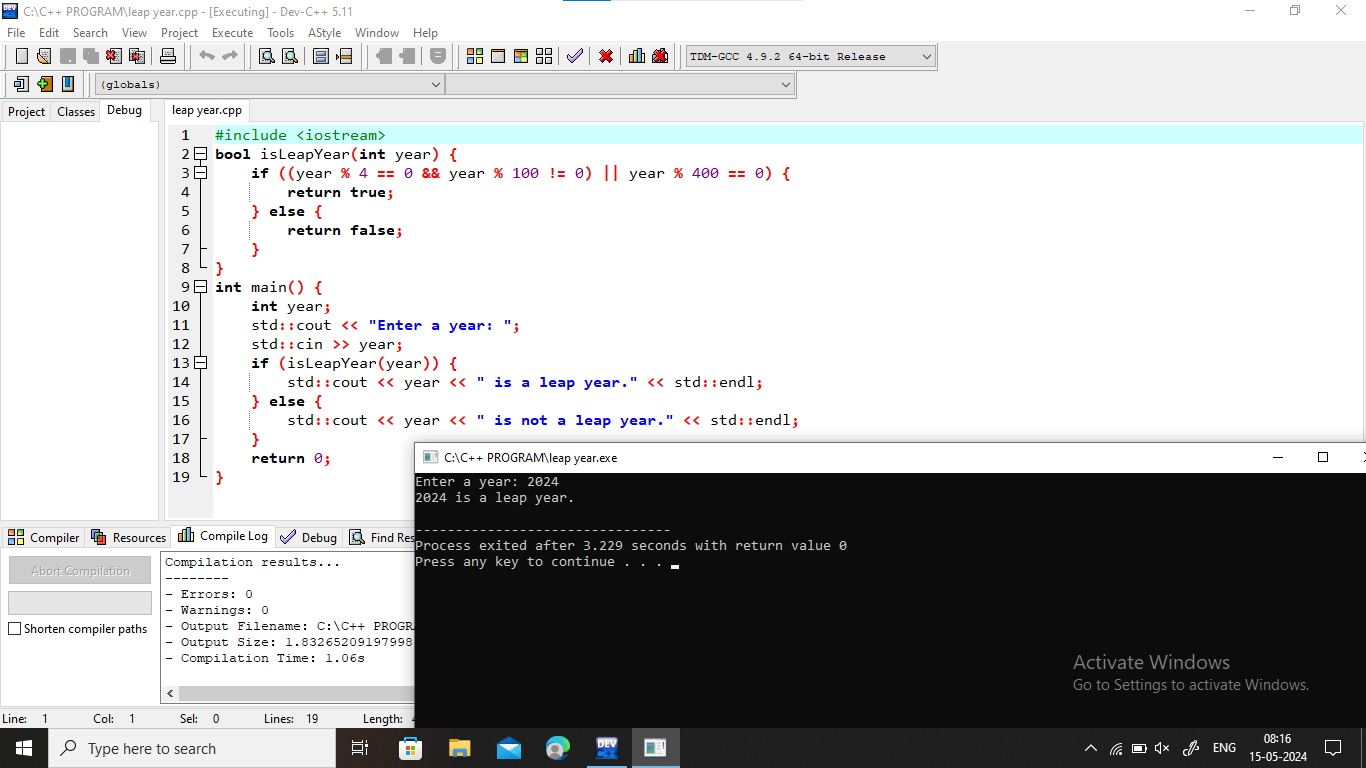 C:\C++ PROGRAM\leap year.cpp - [Executing] - Dev-C++ 5.11
File Edit Search View Project Execute Tools AStyle Window Help
TDM-GCC 4.9.2 64-bit Release
(globals)
Project Classes Debug leap year.cpp
1 #include <iostream>
2 bool isLeapYear(int year) {
3 if ((year % 4 == 0 && year % 100 != 0) || year % 400 == 0) {
4 return true;
5 } else {
6 return false;
7 }
8 }
9 int main() {
10 int year;
11 std::cout << "Enter a year: ";
12 std::cin >> year;
13 if (isLeapYear(year)) {
14 std::cout << year << " is a leap year." << std::endl;
15 } else {
16 std::cout << year << " is not a leap year." << std::endl;
17 }
18 return 0;
19 }
C:\C++ PROGRAM\leap year.exe
Enter a year: 2024
2024 is a leap year.
--------------------------------
Process exited after 3.229 seconds with return value 0
Press any key to continue . . .
Compiler Resources Compile Log Debug Find Res
Abort Compilation
Shorten compiler paths
Compilation results...
--------
- Errors: 0
- Warnings: 0
- Output Filename: C:\C++ PROGR
- Output Size: 1.83265209197998
- Compilation Time: 1.06s
Activate Windows
Go to Settings to activate Windows.
Line: 1 Col: 1 Sel: 0 Lines: 19 Length:
Type here to search
DEV
ENG
08:16
15-05-2024